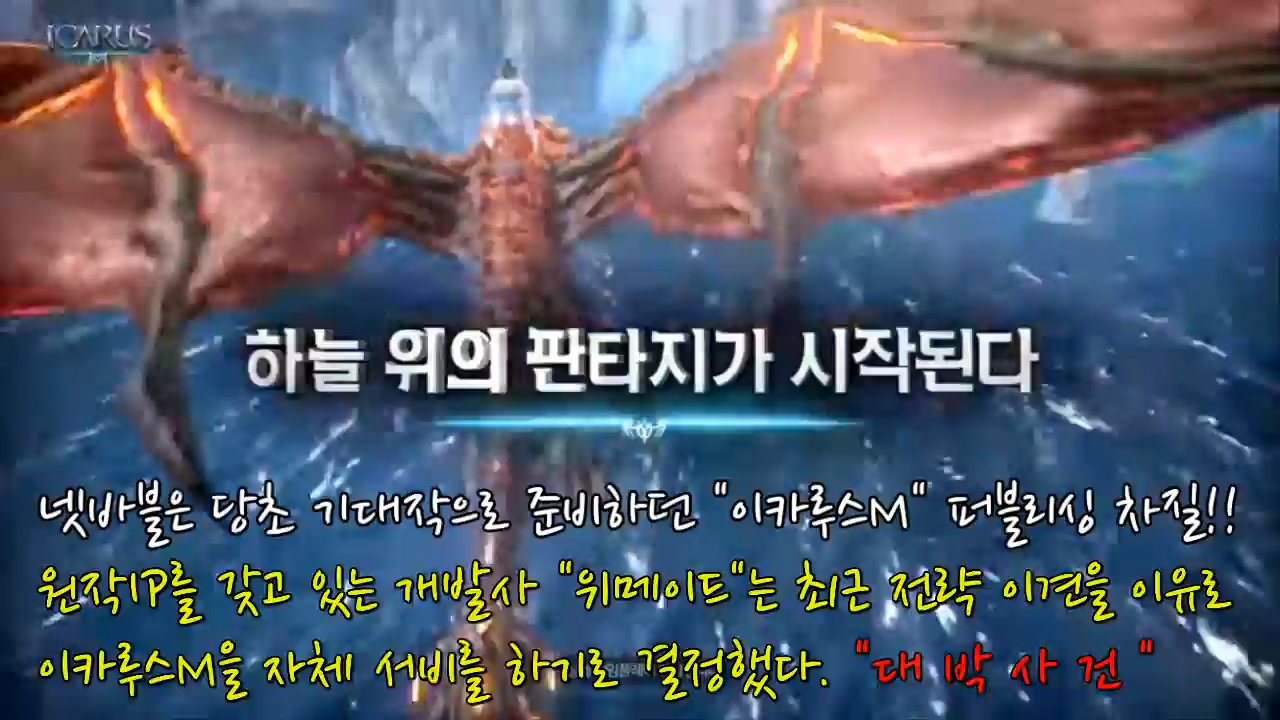 ICARUS
M
하늘 위의 판타지가 시작된다
넷바블은 당초 기대작으로 준비하던 "이카루스M" 퍼블리싱 차질!!
원작IP를 갖고 있는 개발사 "위메이드"는 최근 전략 이견을 이유로
이카루스M을 자체 서비를 하기로 결정했다. "대 박 사 건 "